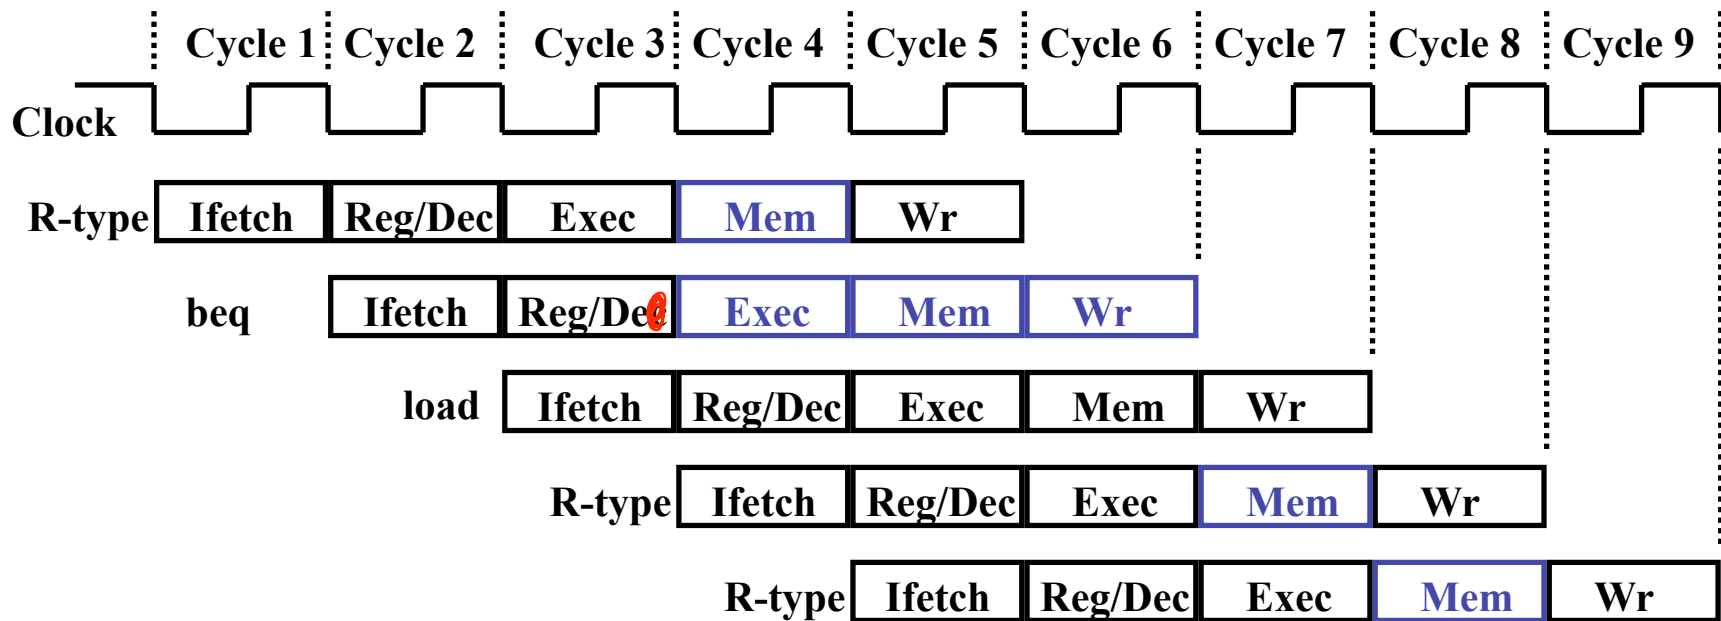 Cycle 1 Cycle 2 Cycle 3 Cycle 4 Cycle 5 Cycle 6 Cycle 7 Cycle 8 Cycle 9
Clock
R-type Ifetch Reg/Dec Exec Mem Wr
beq Ifetch Reg/Dec Exec Mem Wr
load Ifetch Reg/Dec Exec Mem Wr
R-type Ifetch Reg/Dec Exec Mem Wr
R-type Ifetch Reg/Dec Exec Mem Wr